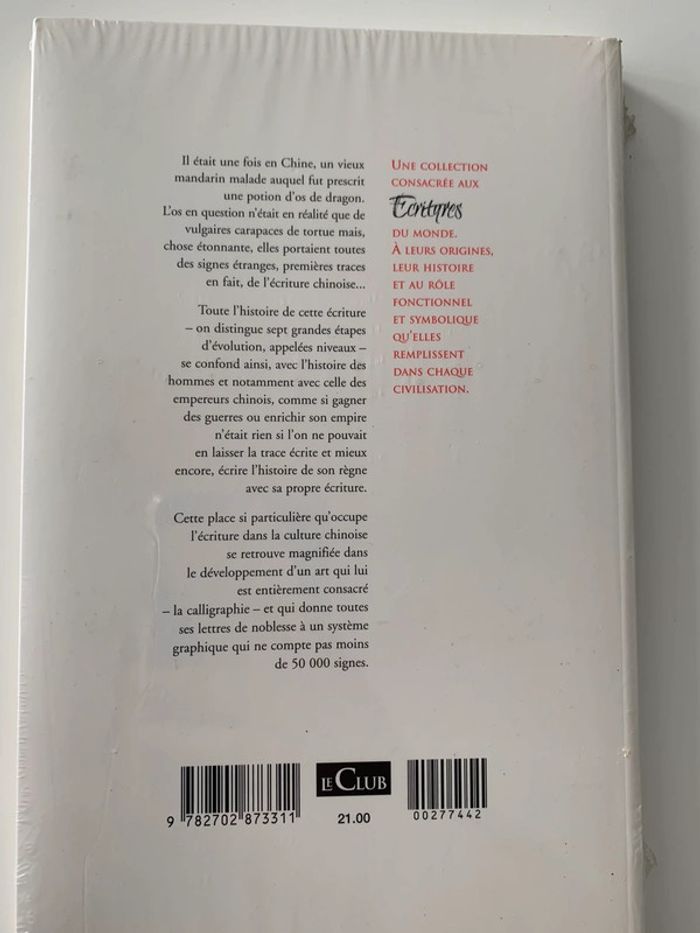 Il était une fois en Chine, un vieux
mandarin malade auquel fut prescrit
une potion d'os de dragon.
L'os en question n'était en réalité que de
vulgaires carapaces de tortue mais,
chose étonnante, elles portaient toutes
des signes étranges, premières traces
en fait, de l'écriture chinoise...
Toute l'histoire de cette écriture
– on distingue sept grandes étapes
d'évolution, appelées niveaux –
se confond ainsi, avec l'histoire des
hommes et notamment avec celle des
empereurs chinois, comme si gagner
des guerres ou enrichir son empire
n'était rien si l'on ne pouvait
en laisser la trace écrite et mieux
encore, écrire l'histoire de son règne
avec sa propre écriture.
Cette place si particulière qu'occupe
l'écriture dans la culture chinoise
se retrouve magnifiée dans
le développement d'un art qui lui
est entièrement consacré
– la calligraphie – et qui donne toutes
ses lettres de noblesse à un système
graphique qui ne compte pas moins
de 50 000 signes.
UNE COLLECTION
CONSACRÉE AUX
Ecritures
DU MONDE.
À LEURS ORIGINES,
LEUR HISTOIRE
ET AU RÔLE
FONCTIONNEL
ET SYMBOLIQUE
QU'ELLES
REMPLISSENT
DANS CHAQUE
CIVILISATION.
LE CLUB
9 782702 873311
21.00
00277442